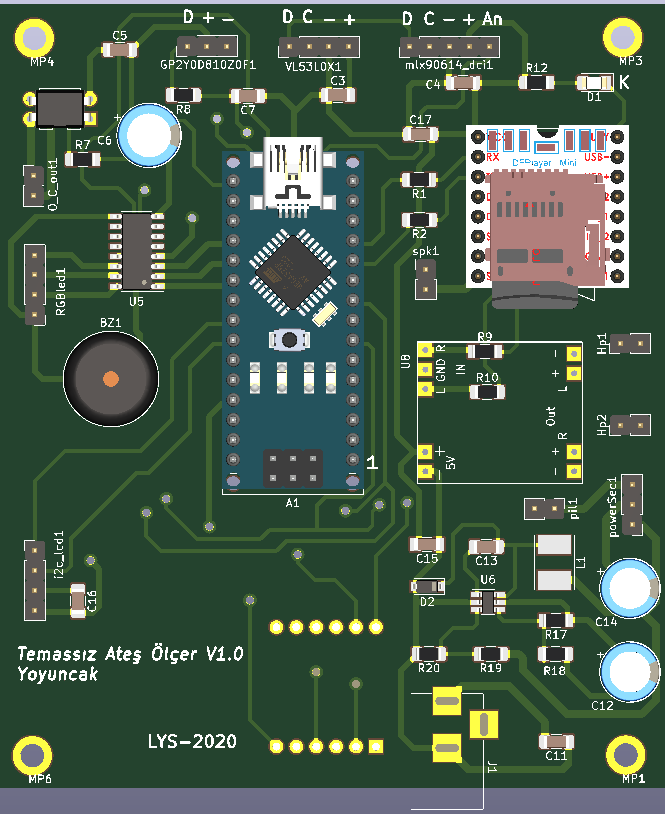 D + -
D C - +
D C - + An
C5
MP4
MP3
GP2Y0D810Z0F1
VL53L0X1
mlx90614_dci1
R12
K
D1
R8
C7
C3
C4
C6
C17
R7
RX
USB-
DFPlayer Mini
O_C_out1
R1
R2
spk1
U5
RGBled1
BZ1
U8
L GND R
IN
R9
R10
- + L
Out
R
+ -
5V
+ -
Hp1
Hp2
1
A1
powerSec1
pil1
i2c_lcd1
C16
C15
C13
L1
D2
U6
C14
R17
R20
R19
R18
Temassız Ateş Ölçer V1.0
Yoyuncak
C12
LYS-2020
C11
J1
MP6
MP1